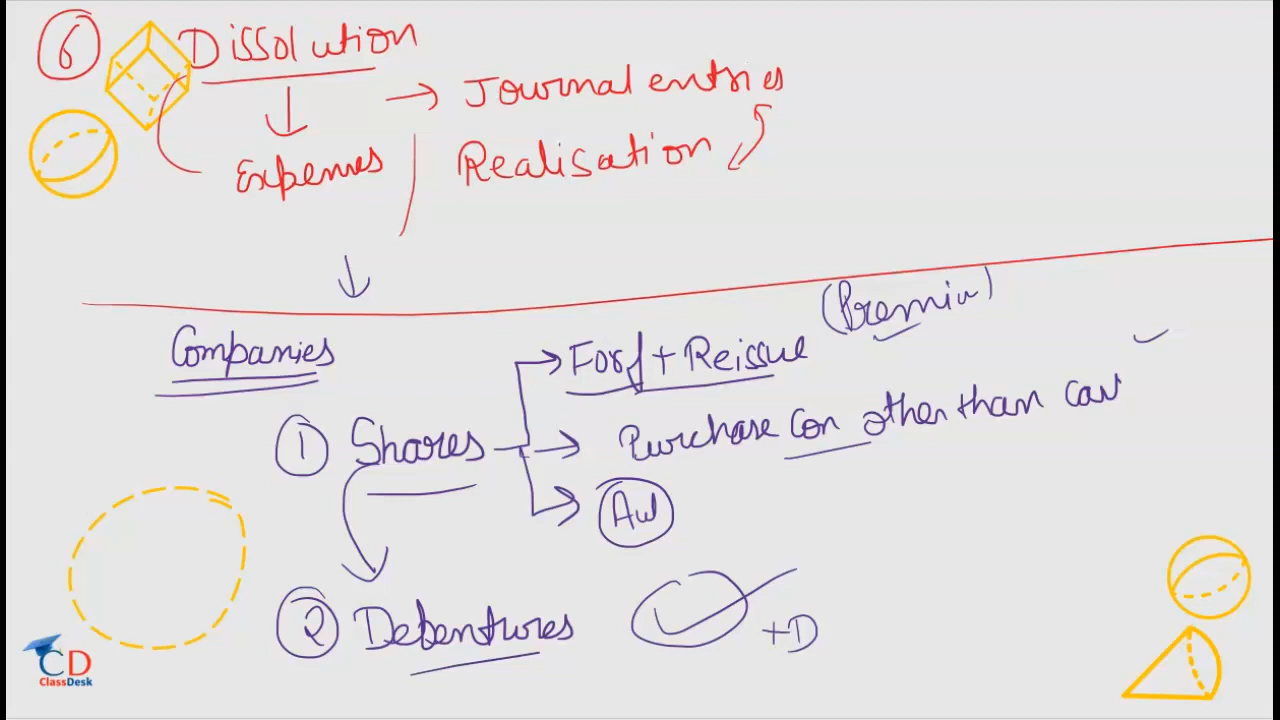 6 Dissolution
→ Journal entries
Expenses
Realisation
Companies
Forf + Reissue (Premiu)
1 Shares
Purchase Con other than cas
2 Debentures
+D
CD
ClassDesk